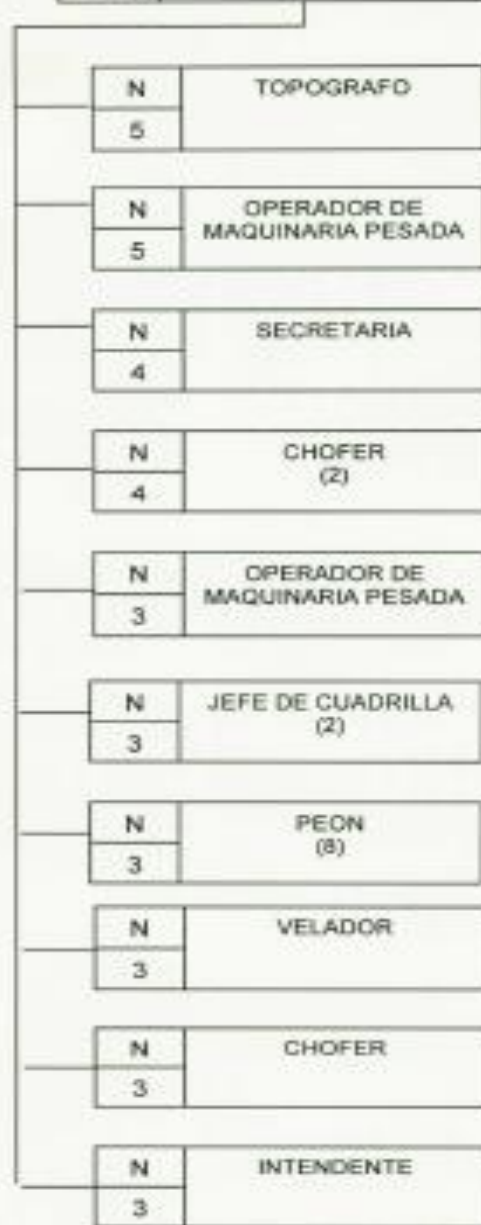 N TOPOGRAFO
5
N OPERADOR DE
MAQUINARIA PESADA
5
N SECRETARIA
4
N CHOFER
(2)
4
N OPERADOR DE
MAQUINARIA PESADA
3
N JEFE DE CUADRILLA
(2)
3
N PEON
(8)
3
N VELADOR
3
N CHOFER
3
N INTENDENTE
3